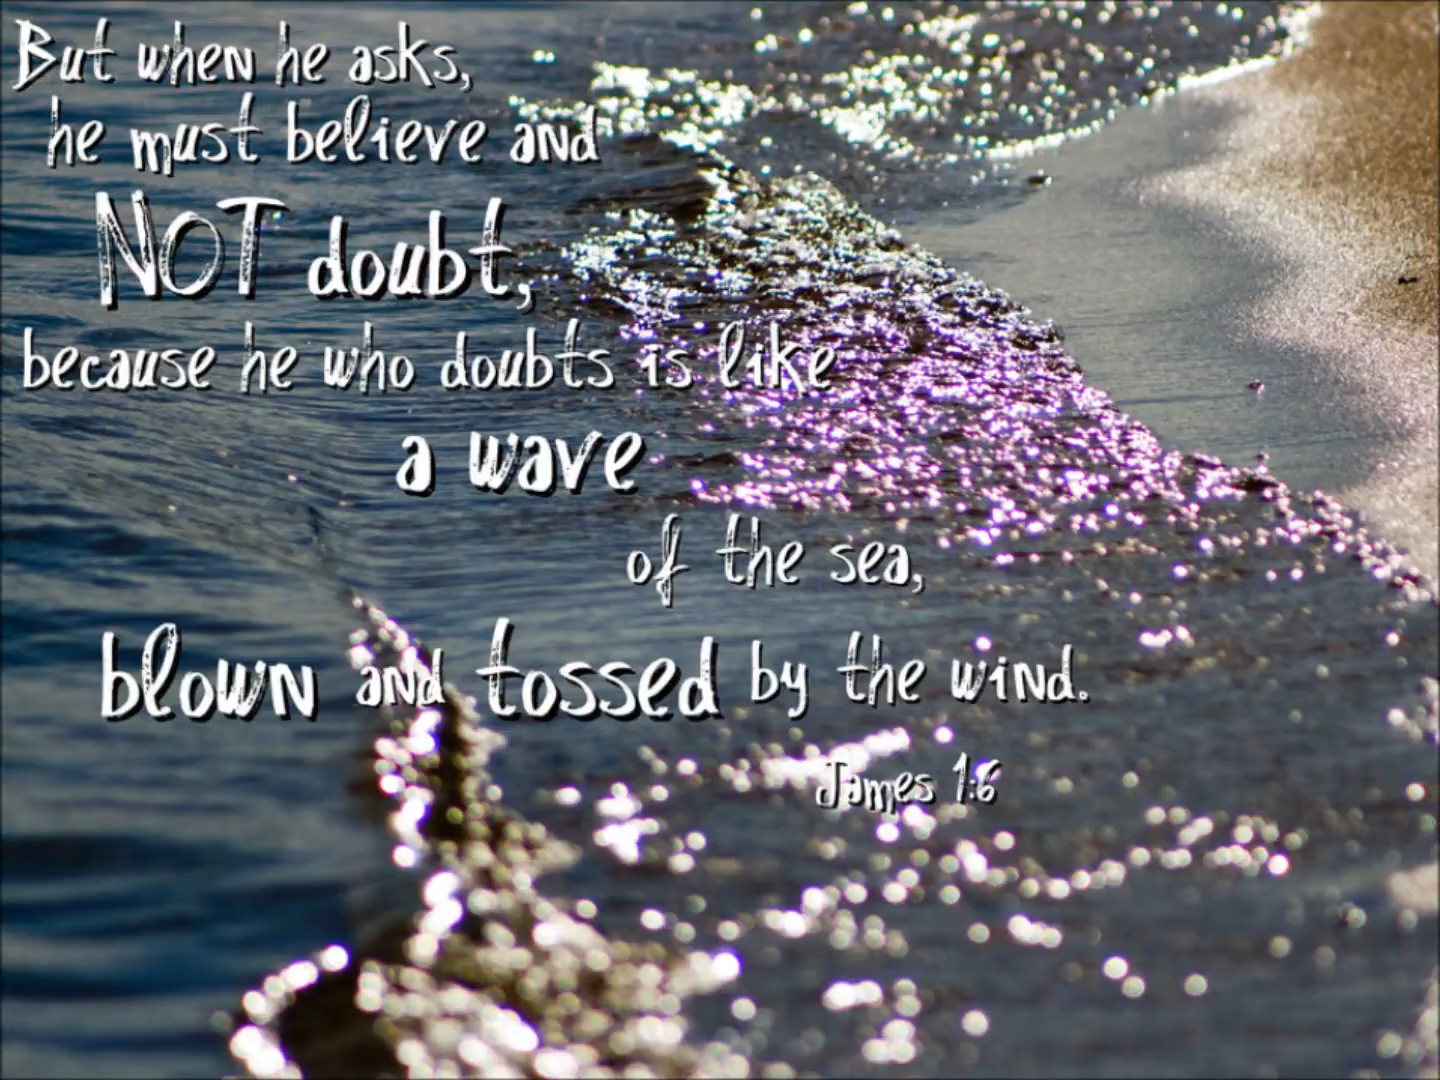 But when he asks,
he must believe and
NOT doubt,
because he who doubts is like
a wave
of the sea,
blown and tossed by the wind.
James 1:6